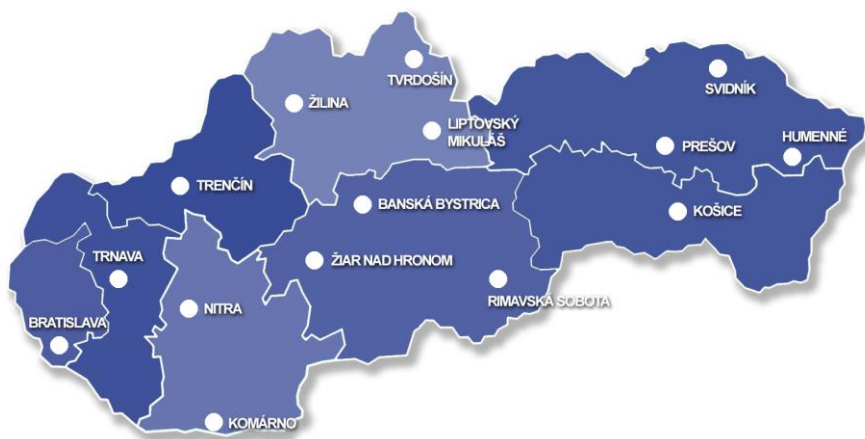 TVRDOŠÍN
SVIDNÍK
ŽILINA
LIPTOVSKÝ
MIKULÁŠ
HUMENNÉ
PREŠOV
TRENČÍN
BANSKÁ BYSTRICA
KOŠICE
TRNAVA
ŽIAR NAD HRONOM
RIMAVSKÁ SOBOTA
NITRA
BRATISLAVA
KOMÁRNO